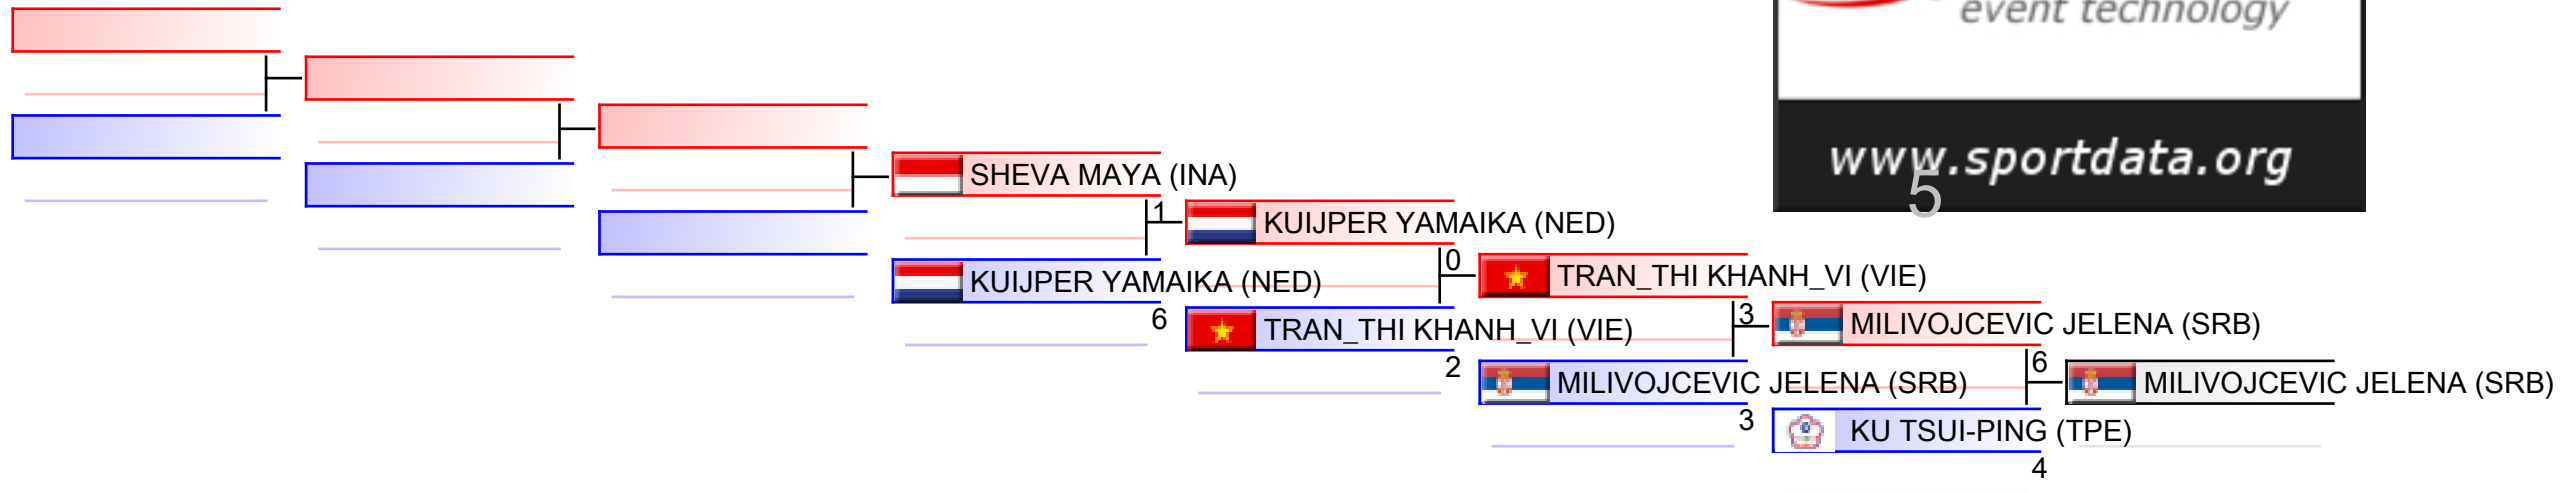 event technology
www.sportdata.org
5
SHEVA MAYA (INA)
1
KUIJPER YAMAIKA (NED)
0
KUIJPER YAMAIKA (NED)
6
TRAN_THI KHANH_VI (VIE)
3
TRAN_THI KHANH_VI (VIE)
2
MILIVOJCEVIC JELENA (SRB)
6
MILIVOJCEVIC JELENA (SRB)
3
MILIVOJCEVIC JELENA (SRB)
KU TSUI-PING (TPE)
4